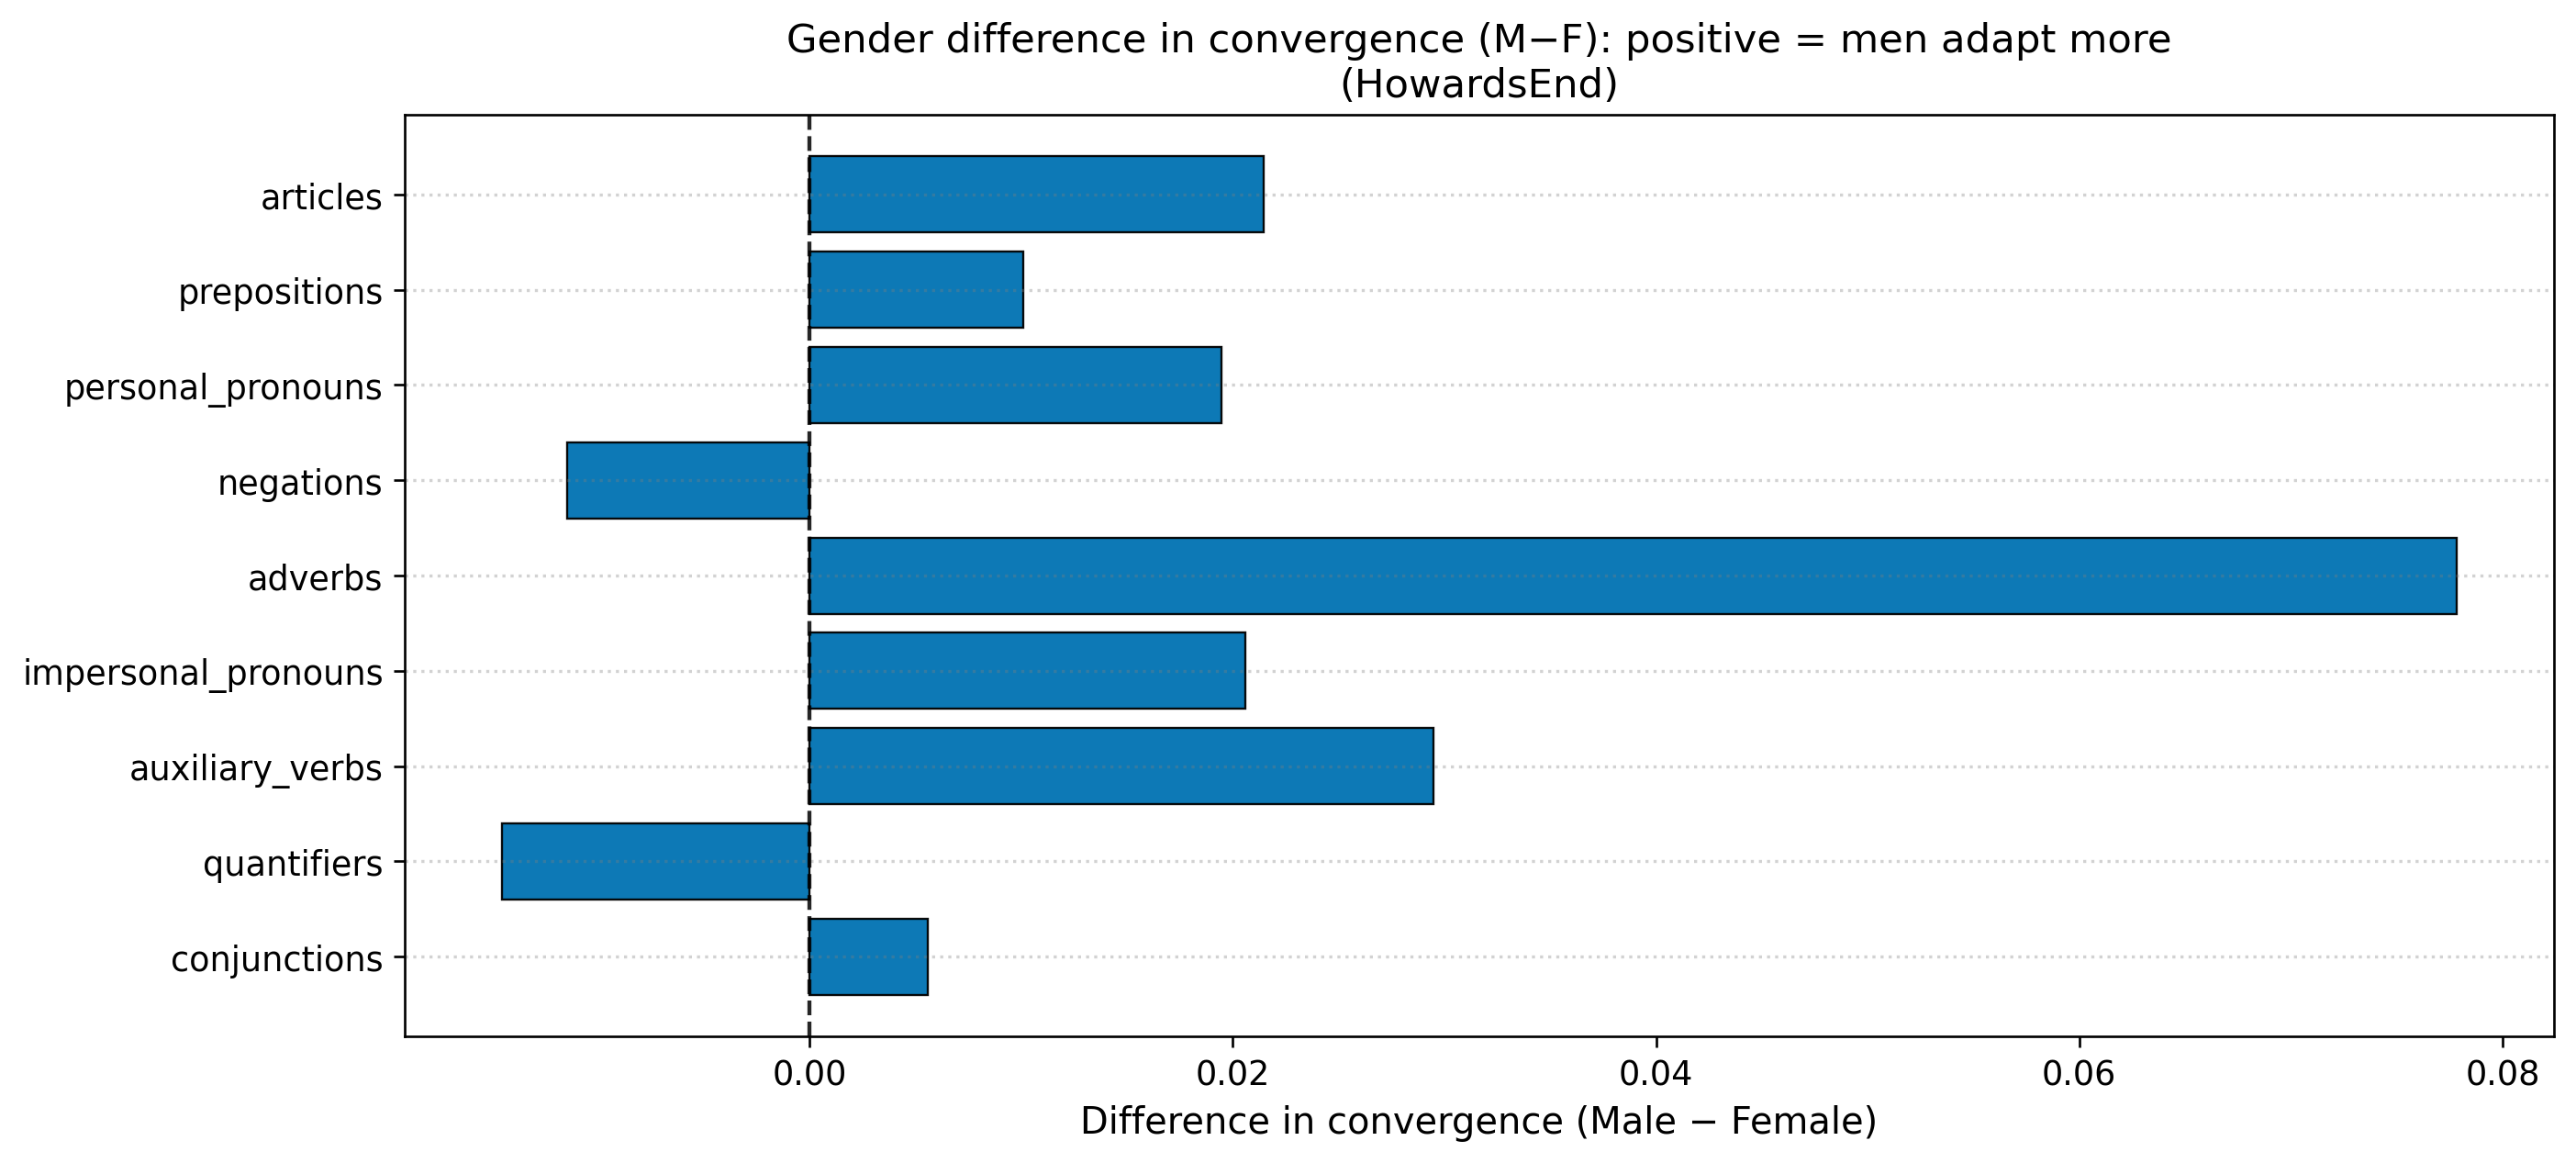 Gender difference in convergence (M−F): positive = men adapt more
(HowardsEnd)
articles
prepositions
personal_pronouns
negations
adverbs
impersonal_pronouns
auxiliary_verbs
quantifiers
conjunctions
0.00 0.02 0.04 0.06 0.08
Difference in convergence (Male − Female)